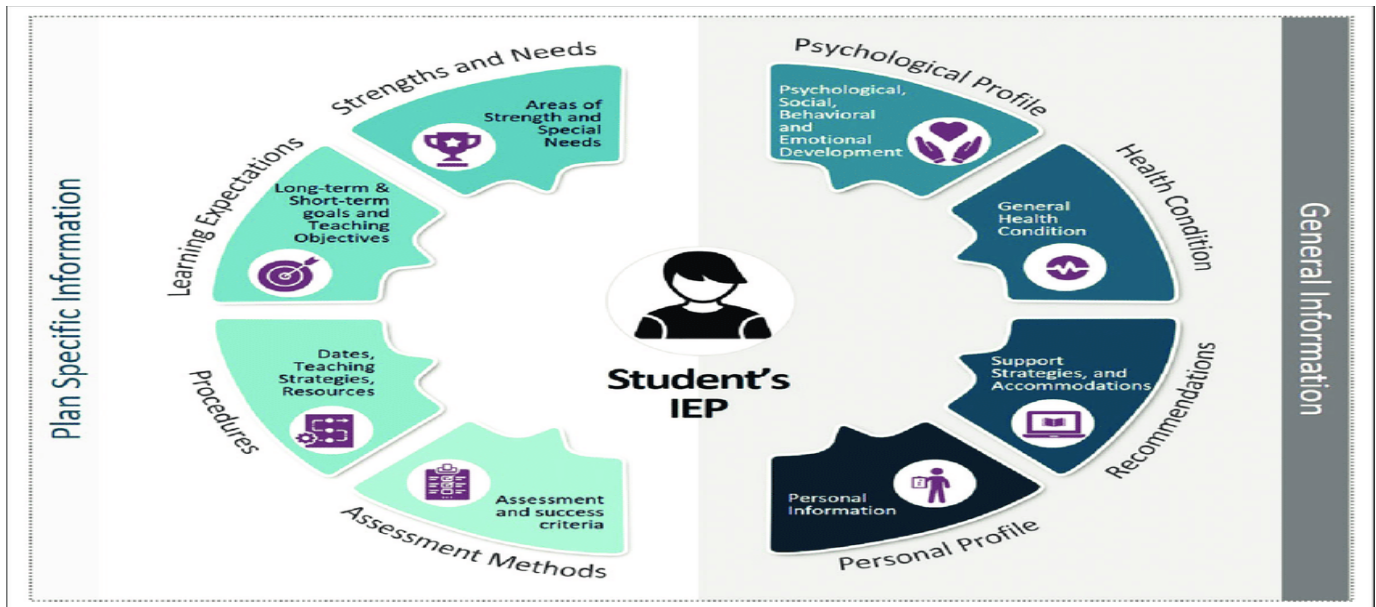 Plan Specific Information
Strengths and Needs
Areas of
Strength and
Special
Needs
Learning Expectations
Long-term &
Short-term
goals and
Teaching
Objectives
Procedures
Dates,
Teaching
Strategies,
Resources
Assessment Methods
Assessment
and success
criteria
Student's
IEP
Psychological Profile
Psychological,
Social,
Behavioral
and
Emotional
Development
Health Condition
General
Health
Condition
Recommendations
Support
Strategies, and
Accommodations
Personal Profile
Personal
Information
General Information